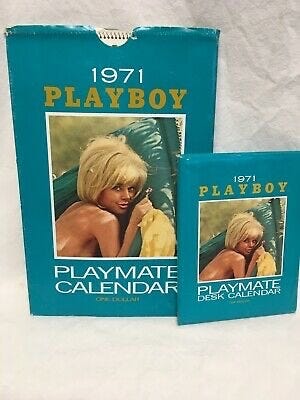 1971
PLAYBOY
PLAYMATE
CALENDAR
ONE DOLLAR
1971
PLAYBOY
PLAYMATE
DESK CALENDAR